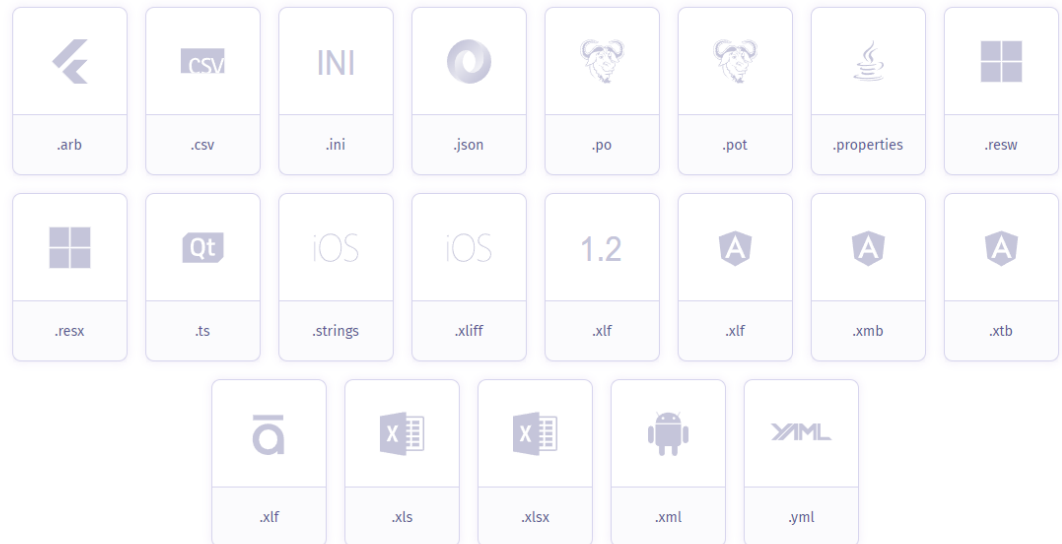 CSV
INI
.arb
.csv
.ini
.json
.po
.pot
.properties
.resw
Qt
iOS
iOS
1.2
A
A
A
.resx
.ts
.strings
.xliff
.xlf
.xlf
.xmb
.xtb
ā
X
X
YAML
.xlf
.xls
.xlsx
.xml
.yml